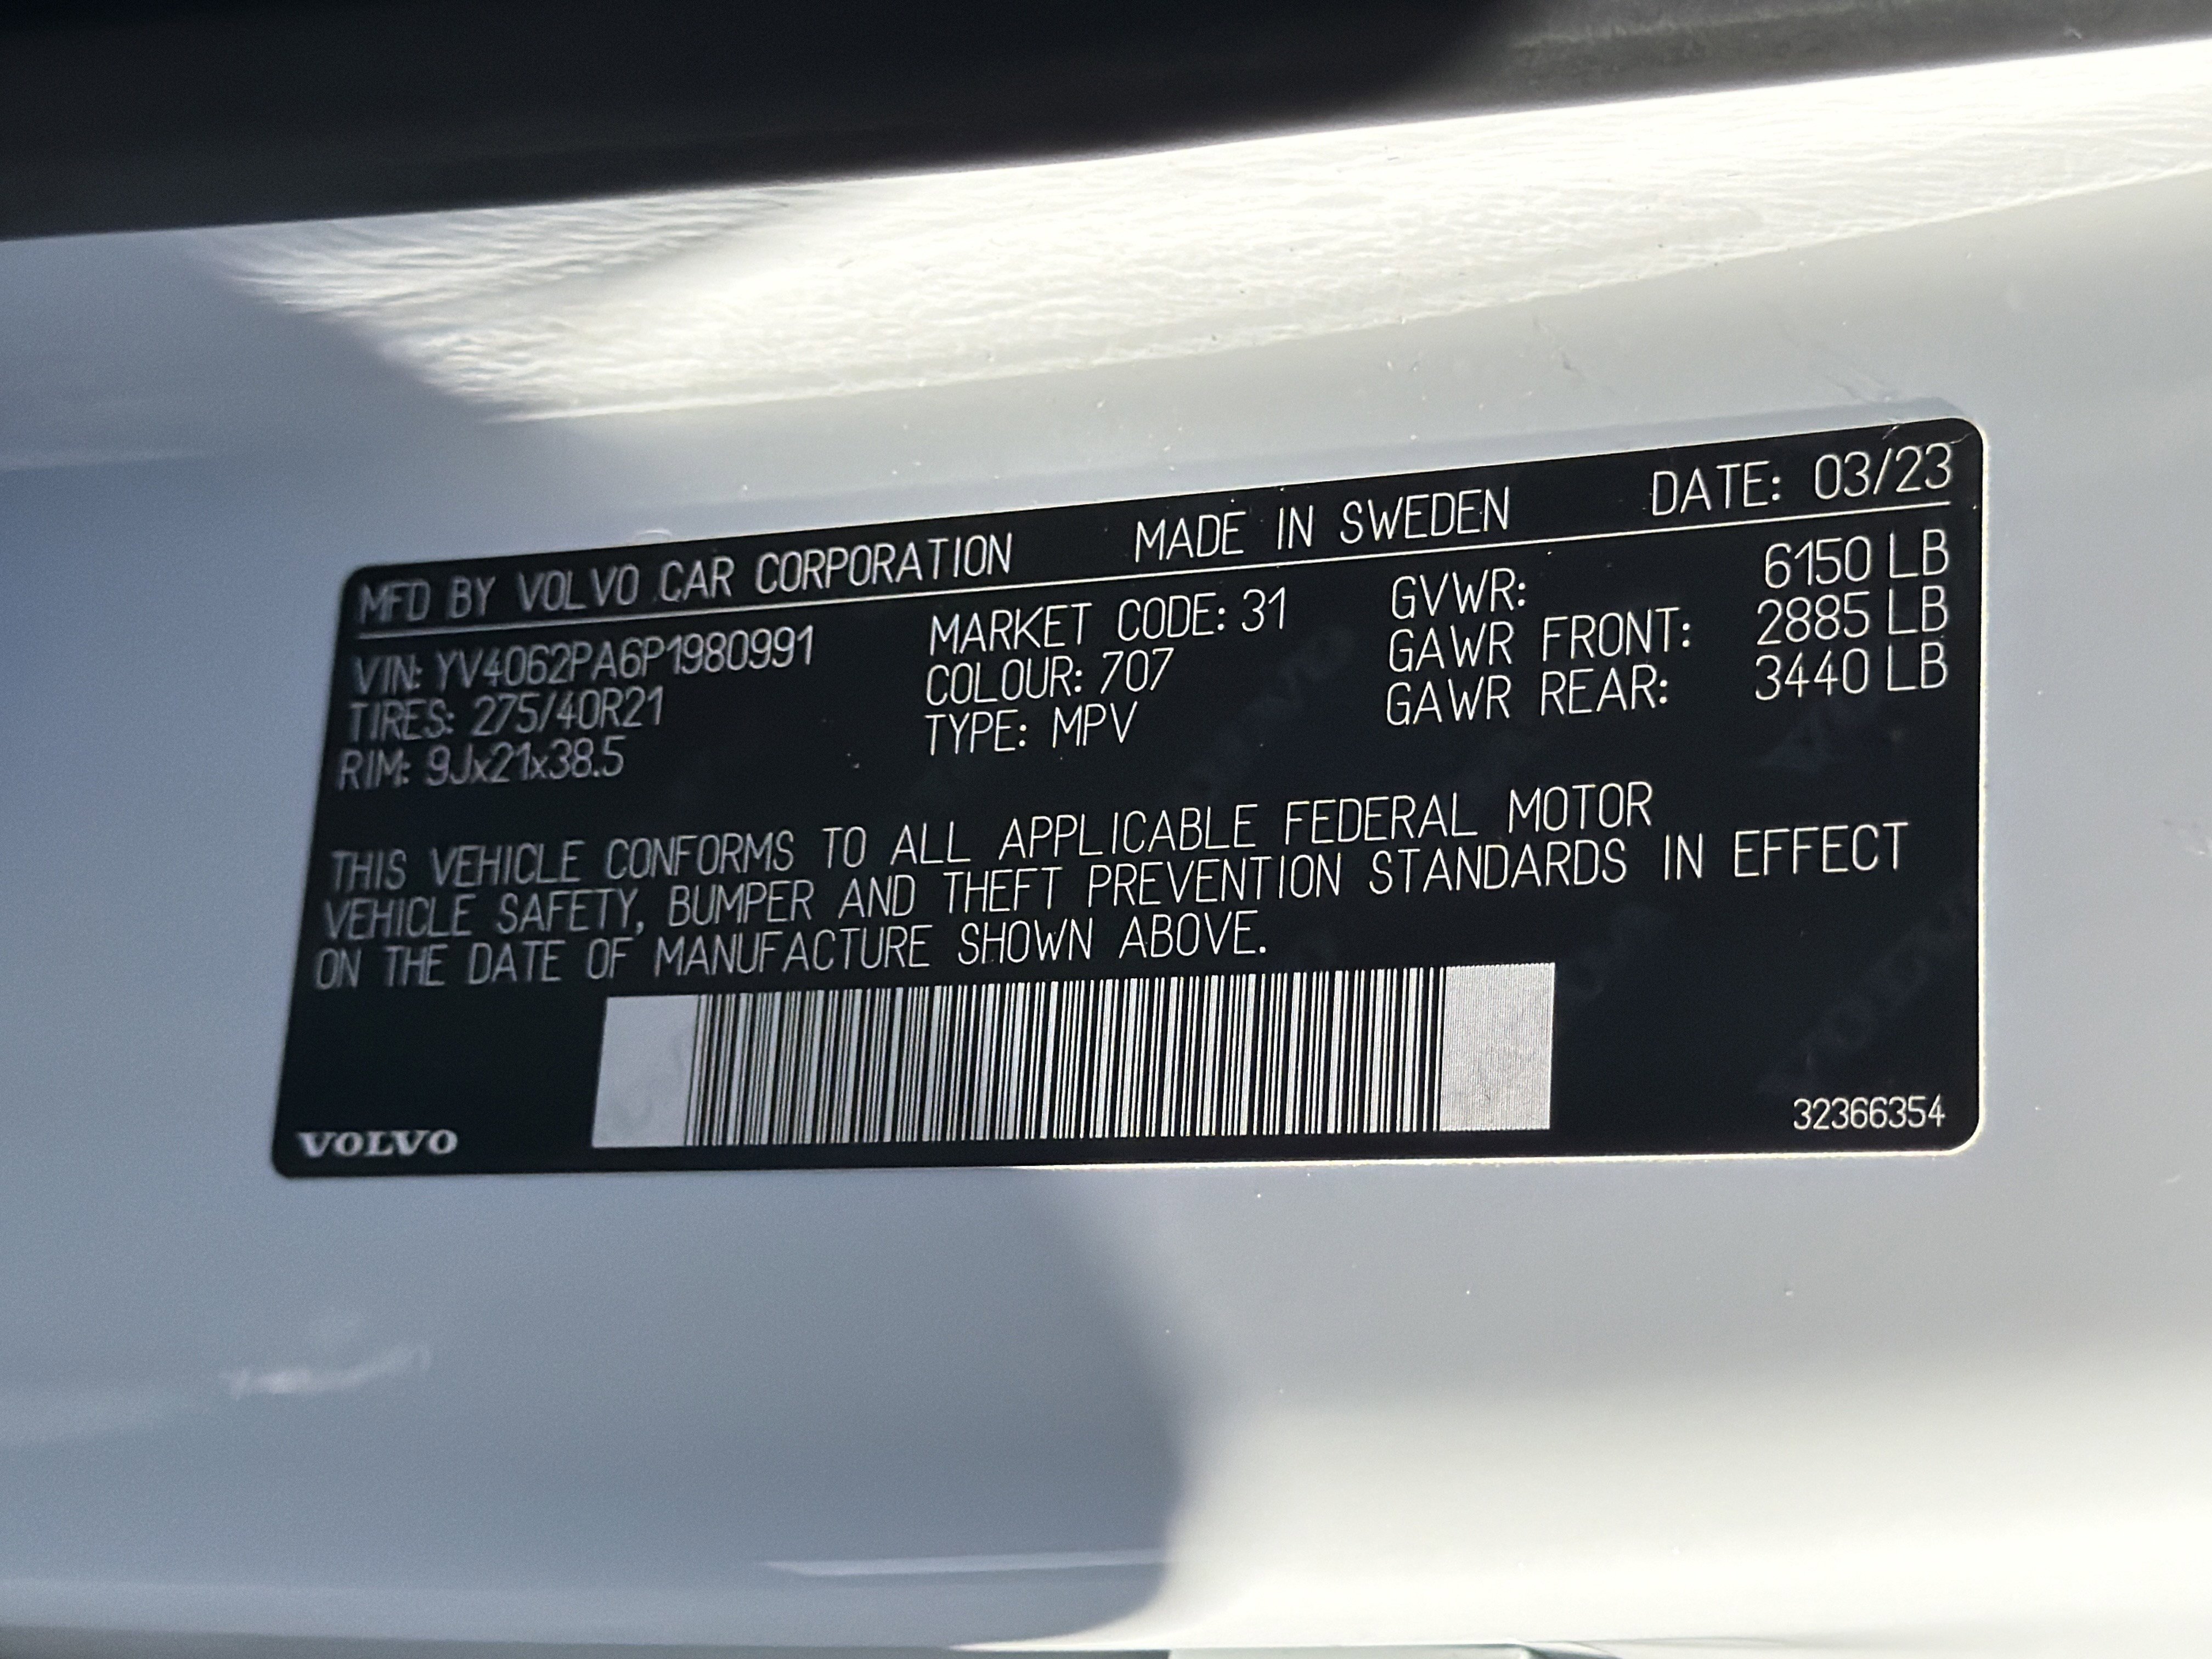 MFD BY VOLVO CAR CORPORATION MADE IN SWEDEN DATE: 03/23
VIN: YV4062PA6P1980991 MARKET CODE: 31 GVWR: 6150 LB
TIRES: 275/40R21 COLOUR: 707 GAWR FRONT: 2885 LB
RIM: 9Jx21x38.5 TYPE: MPV GAWR REAR: 3440 LB
THIS VEHICLE CONFORMS TO ALL APPLICABLE FEDERAL MOTOR
VEHICLE SAFETY, BUMPER AND THEFT PREVENTION STANDARDS IN EFFECT
ON THE DATE OF MANUFACTURE SHOWN ABOVE.
VOLVO 32366354